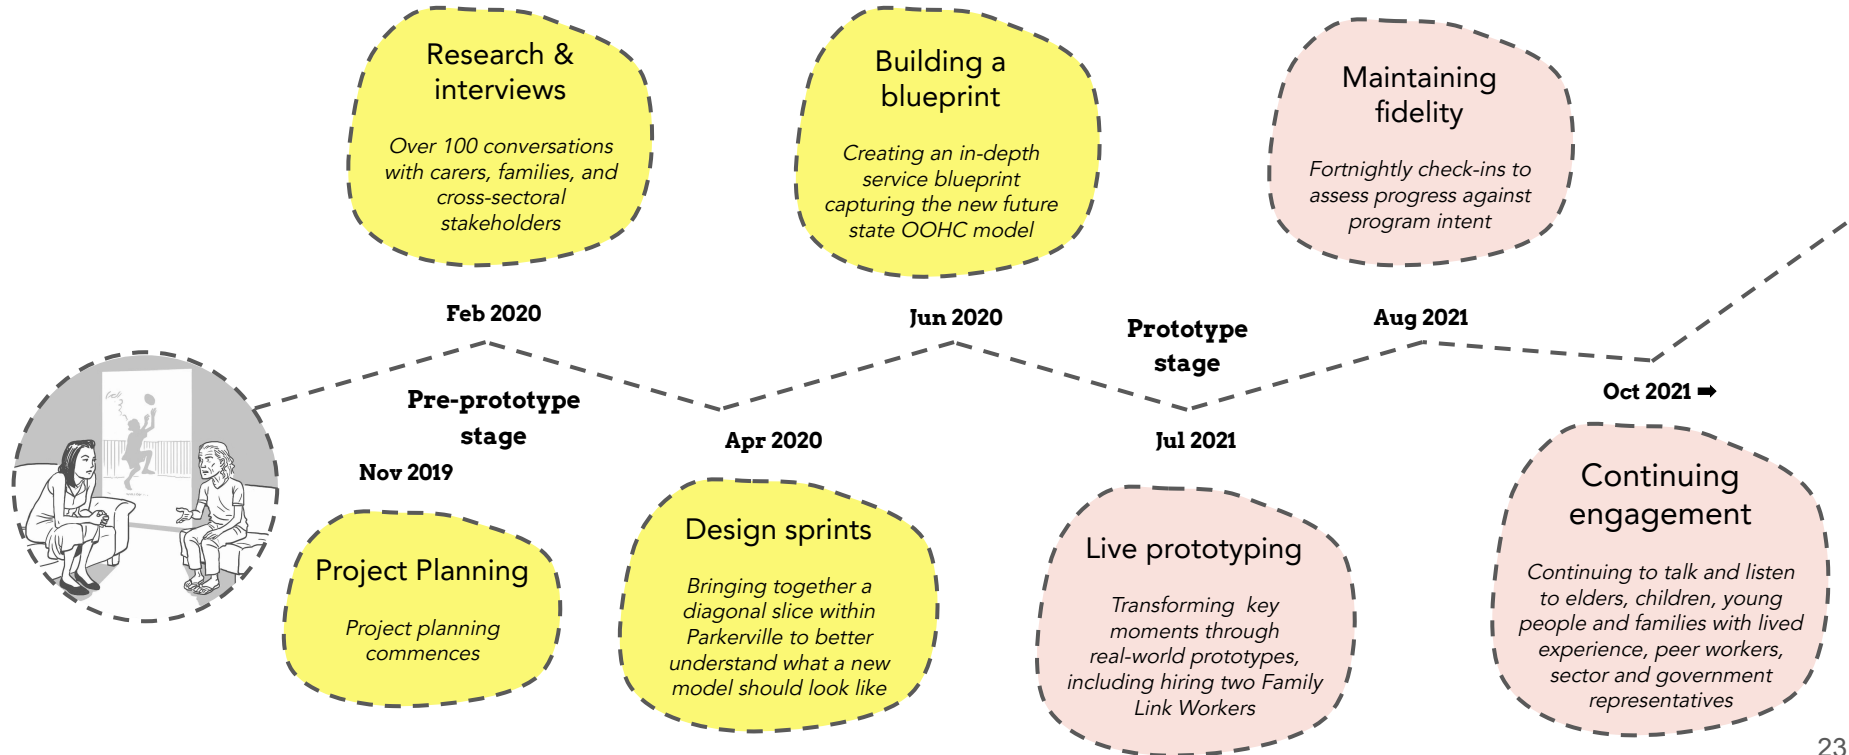 Research &
interviews
Over 100 conversations
with carers, families, and
cross-sectoral
stakeholders
Building a
blueprint
Creating an in-depth
service blueprint
capturing the new future
state OOHC model
Maintaining
fidelity
Fortnightly check-ins to
assess progress against
program intent
Feb 2020
Jun 2020
Prototype
stage
Aug 2021
Pre-prototype
stage
Nov 2019
Apr 2020
Jul 2021
Oct 2021 ➡
Project Planning
Project planning
commences
Design sprints
Bringing together a
diagonal slice within
Parkerville to better
understand what a new
model should look like
Live prototyping
Transforming key
moments through
real-world prototypes,
including hiring two Family
Link Workers
Continuing
engagement
Continuing to talk and listen
to elders, children, young
people and families with lived
experience, peer workers,
sector and government
representatives
23